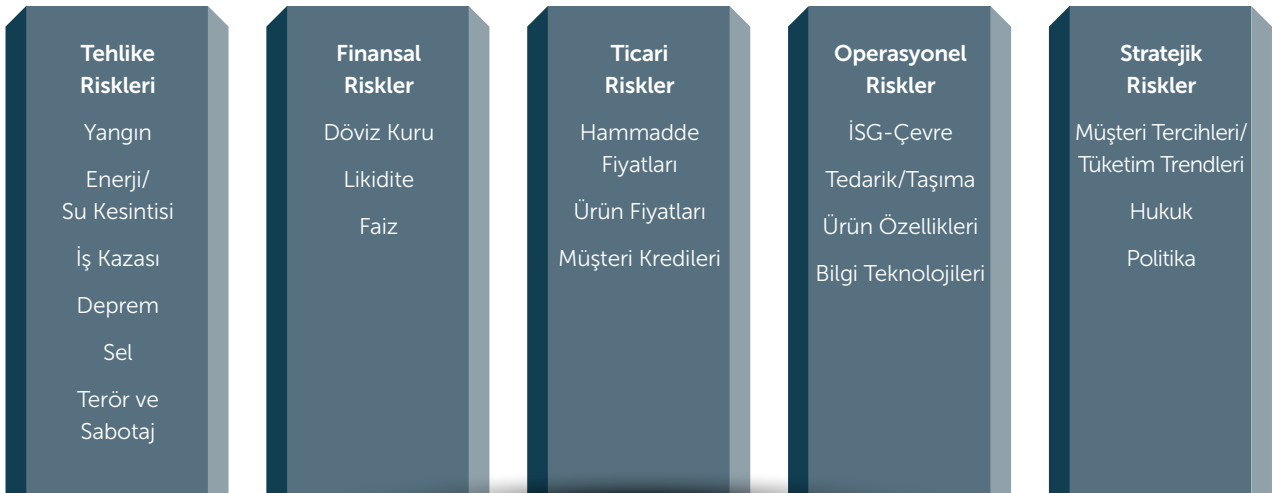 Tehlike
Riskleri
Yangın
Enerji/
Su Kesintisi
İş Kazası
Deprem
Sel
Terör ve
Sabotaj
Finansal
Riskler
Döviz Kuru
Likidite
Faiz
Ticari
Riskler
Hammadde
Fiyatları
Ürün Fiyatları
Müşteri Kredileri
Operasyonel
Riskler
İSG-Çevre
Tedarik/Taşıma
Ürün Özellikleri
Bilgi Teknolojileri
Stratejik
Riskler
Müşteri Tercihleri/
Tüketim Trendleri
Hukuk
Politika